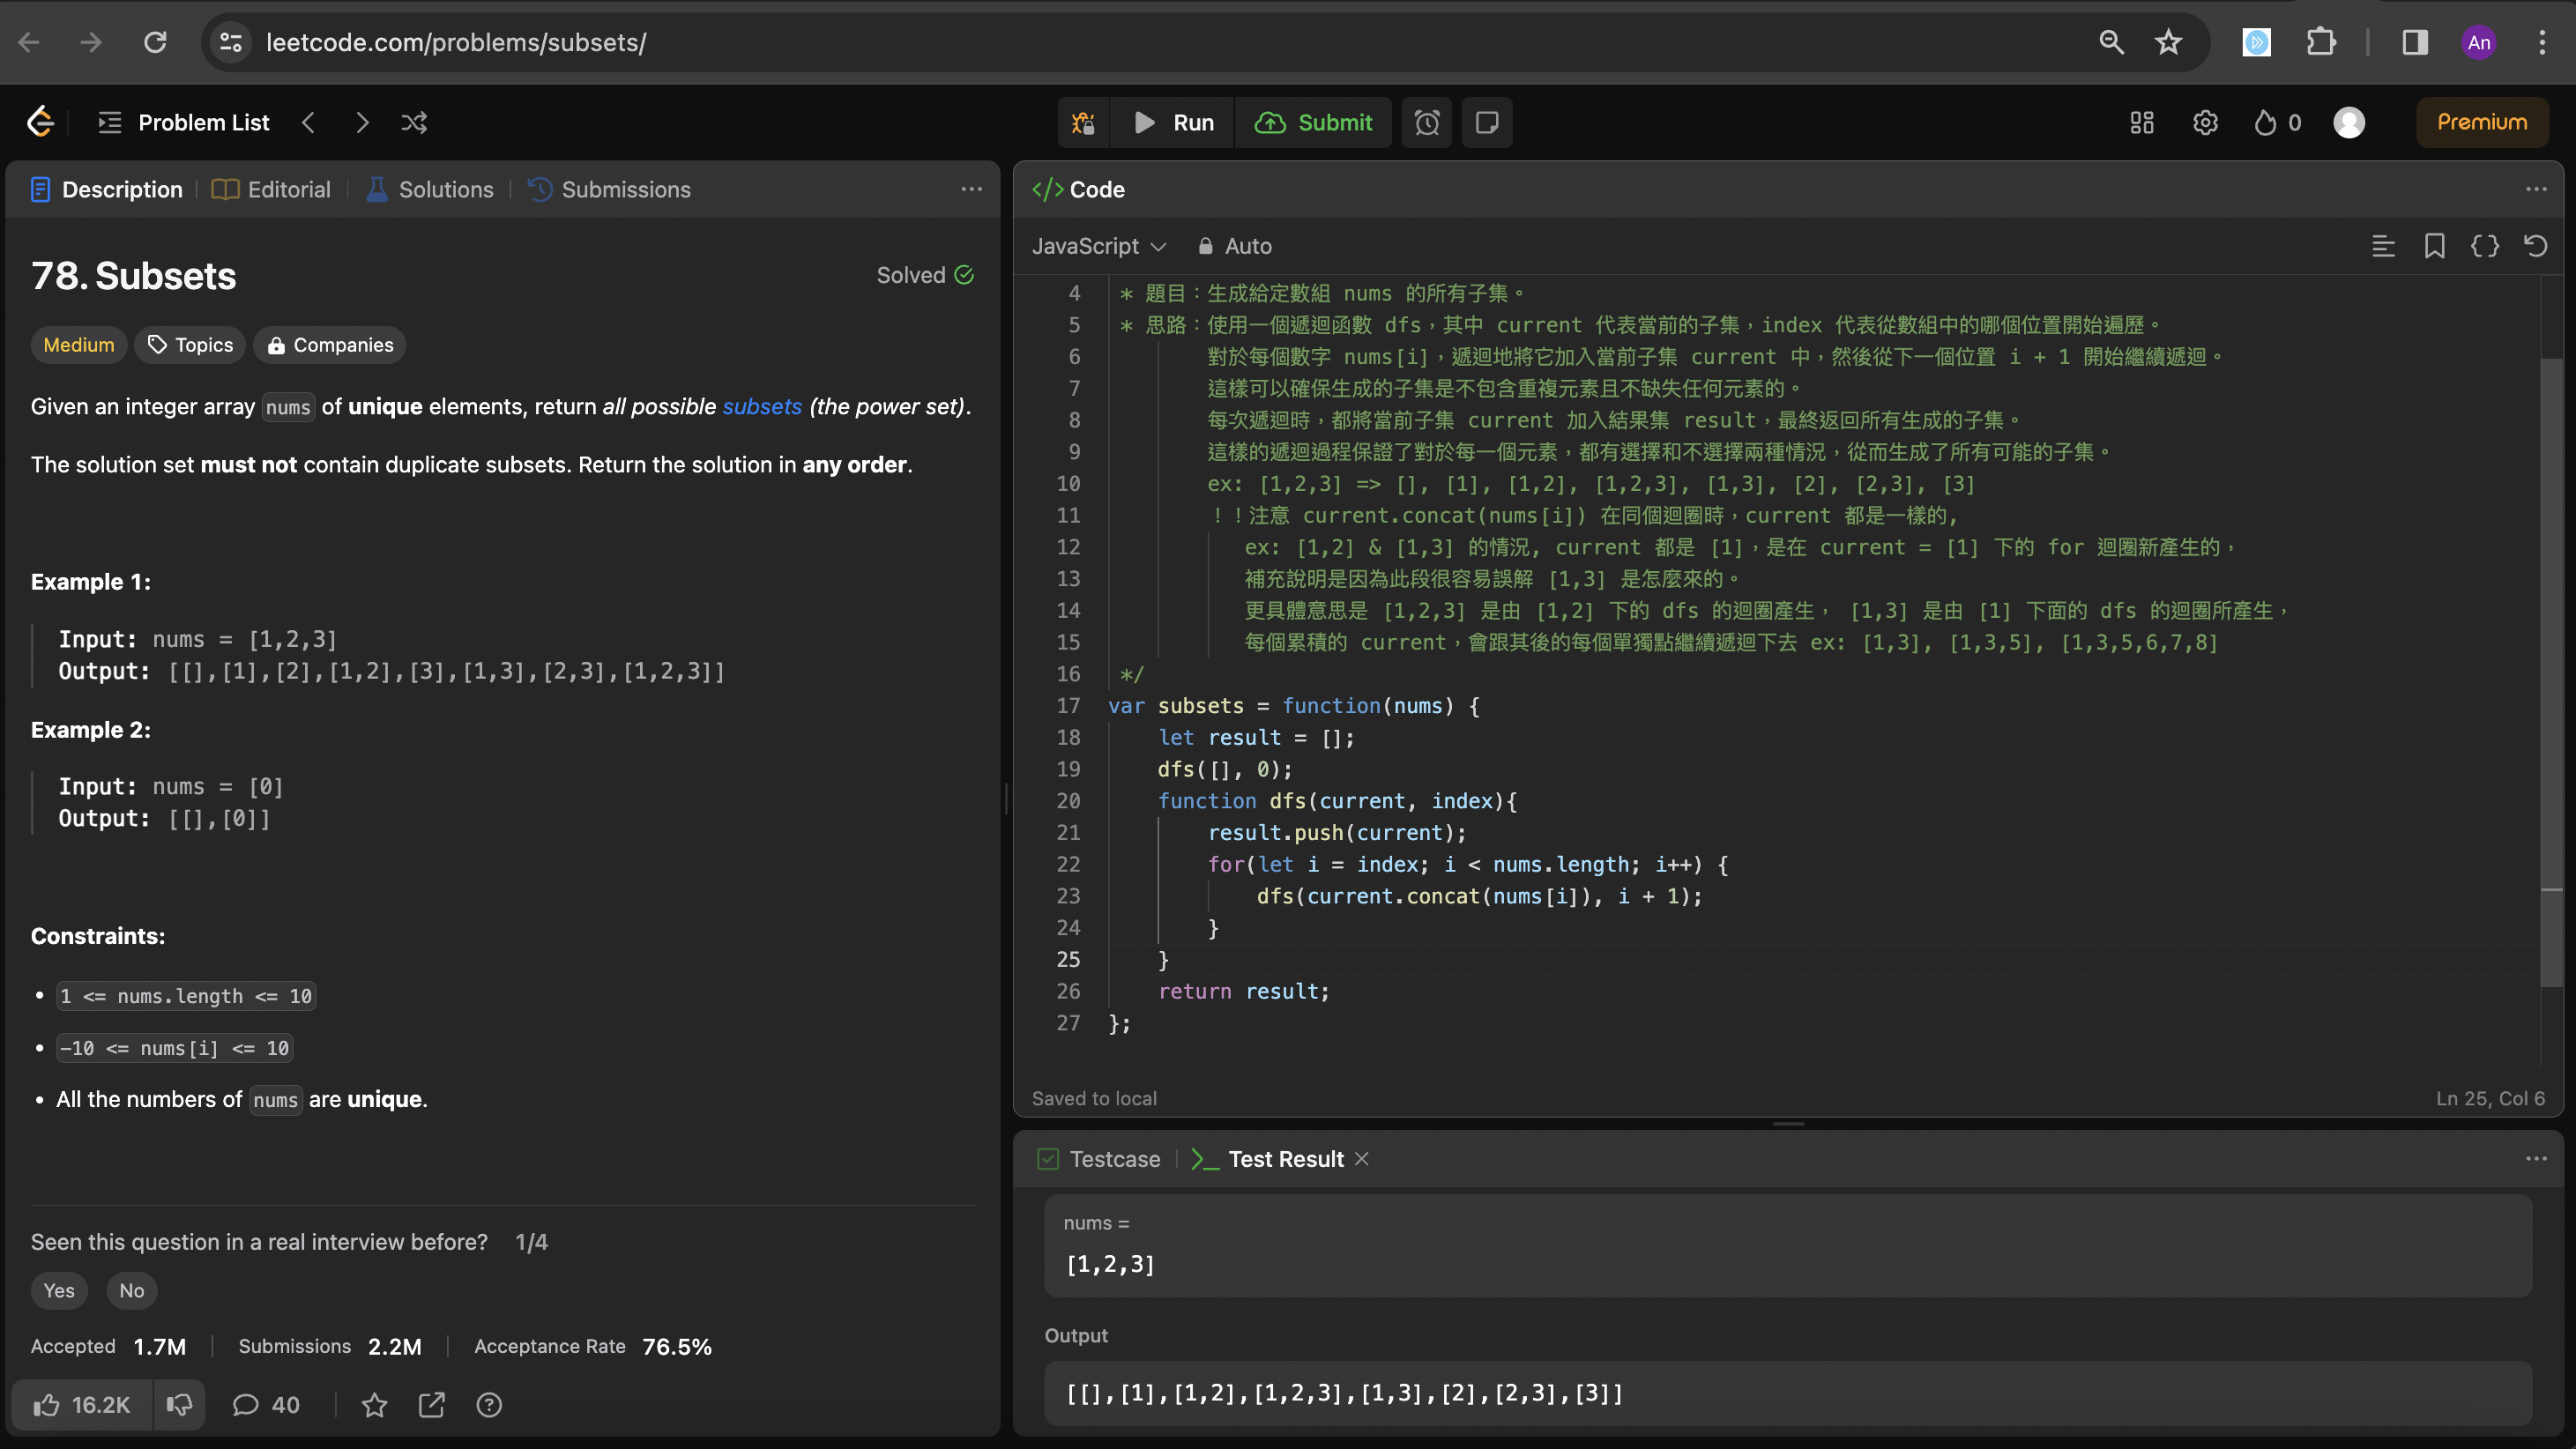 leetcode.com/problems/subsets/
An
Problem List
Run
Submit
0
Premium
Description
Editorial
Solutions
Submissions
78. Subsets
Solved
Medium
Topics
Companies
Given an integer array nums of unique elements, return all possible subsets (the power set).
The solution set must not contain duplicate subsets. Return the solution in any order.
Example 1:
Input: nums = [1,2,3]
Output: [[],[1],[2],[1,2],[3],[1,3],[2,3],[1,2,3]]
Example 2:
Input: nums = [0]
Output: [[],[0]]
Constraints:
• 1 <= nums.length <= 10
• -10 <= nums[i] <= 10
• All the numbers of nums are unique.
Seen this question in a real interview before? 1/4
Yes No
Accepted 1.7M Submissions 2.2M Acceptance Rate 76.5%
16.2K
40
</> Code
JavaScript
Auto
4 * 題目：生成給定數組 nums 的所有子集。
5 * 思路：使用一個遞迴函數 dfs，其中 current 代表當前的子集，index 代表從數組中的哪個位置開始遍歷。
6 對於每個數字 nums[i]，遞迴地將它加入當前子集 current 中，然後從下一個位置 i + 1 開始繼續遞迴。
7 這樣可以確保生成的子集是不包含重複元素且不缺失任何元素的。
8 每次遞迴時，都將當前子集 current 加入結果集 result，最終返回所有生成的子集。
9 這樣的遞迴過程保證了對於每一個元素，都有選擇和不選擇兩種情況，從而生成了所有可能的子集。
10 ex: [1,2,3] => [], [1], [1,2], [1,2,3], [1,3], [2], [2,3], [3]
11 ！！注意 current.concat(nums[i]) 在同個迴圈時，current 都是一樣的,
12 ex: [1,2] & [1,3] 的情況, current 都是 [1]，是在 current = [1] 下的 for 迴圈新產生的，
13 補充說明是因為此段很容易誤解 [1,3] 是怎麼來的。
14 更具體意思是 [1,2,3] 是由 [1,2] 下的 dfs 的迴圈產生， [1,3] 是由 [1] 下面的 dfs 的迴圈所產生，
15 每個累積的 current，會跟其後的每個單獨點繼續遞迴下去 ex: [1,3], [1,3,5], [1,3,5,6,7,8]
16 */
17 var subsets = function(nums) {
18 let result = [];
19 dfs([], 0);
20 function dfs(current, index){
21 result.push(current);
22 for(let i = index; i < nums.length; i++) {
23 dfs(current.concat(nums[i]), i + 1);
24 }
25 }
26 return result;
27 };
Saved to local
Ln 25, Col 6
Testcase
Test Result
nums =
[1,2,3]
Output
[[],[1],[1,2],[1,2,3],[1,3],[2],[2,3],[3]]